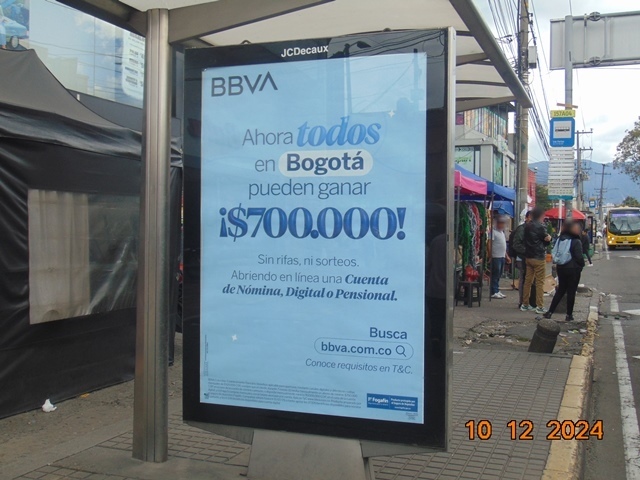 JCDecaux
BBVA
Ahora todos
en Bogotá
pueden ganar
¡$700.000!
Sin rifas, ni sorteos.
Abriendo en línea una Cuenta
de Nómina, Digital o Pensional.
Busca
bbva.com.co
Conoce requisitos en T&C.
Fogafín
10 12 2024